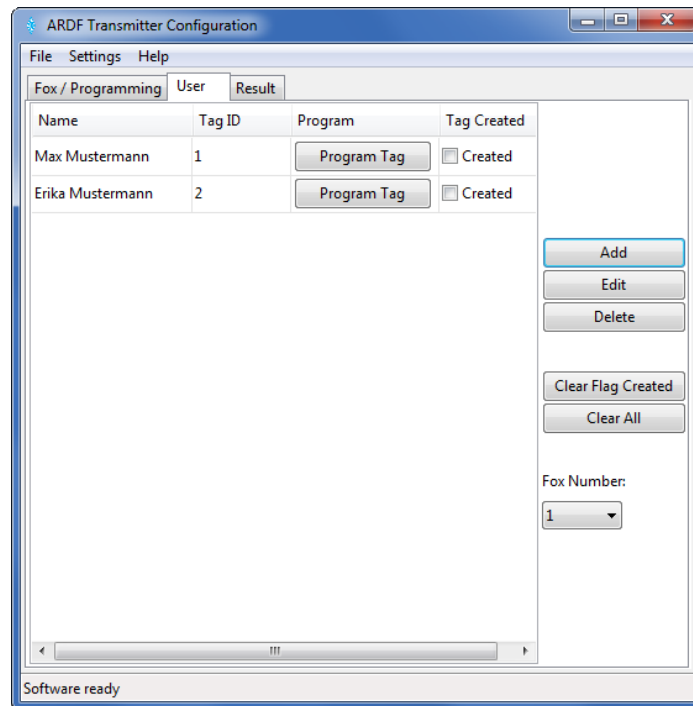 ARDF Transmitter Configuration
File Settings Help
Fox / Programming User Result
Name Tag ID Program Tag Created
Max Mustermann 1 Program Tag Created
Erika Mustermann 2 Program Tag Created
Add
Edit
Delete
Clear Flag Created
Clear All
Fox Number:
1
Software ready